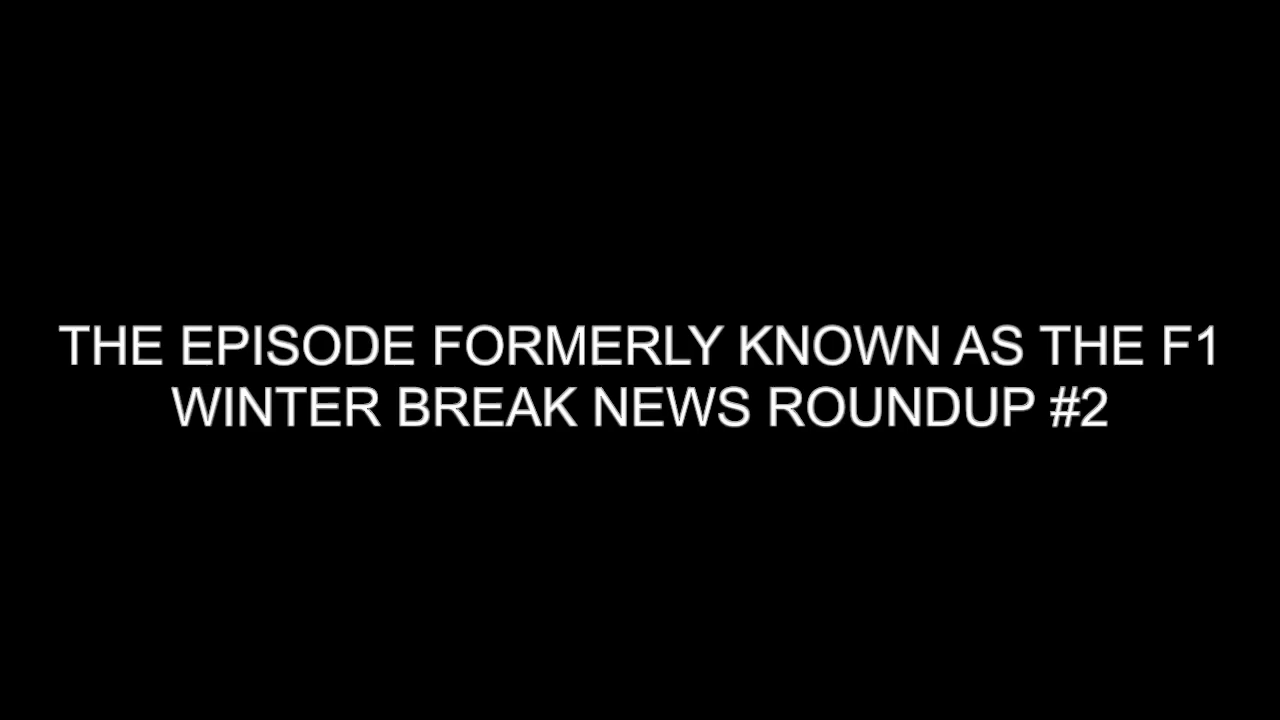 THE EPISODE FORMERLY KNOWN AS THE F1
WINTER BREAK NEWS ROUNDUP #2